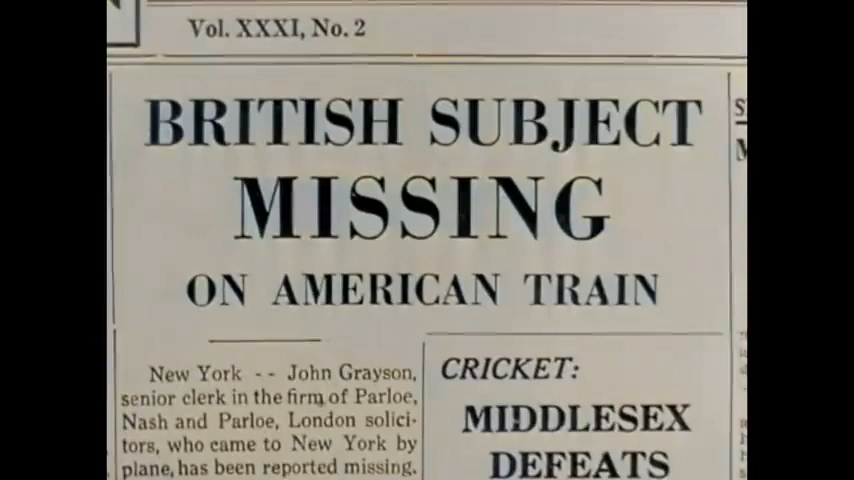 Vol. XXXI, No. 2
BRITISH SUBJECT
MISSING
ON AMERICAN TRAIN
New York -- John Grayson,
senior clerk in the firm of Parloe,
Nash and Parloe, London solici-
tors, who came to New York by
plane, has been reported missing.
CRICKET:
MIDDLESEX
DEFEATS